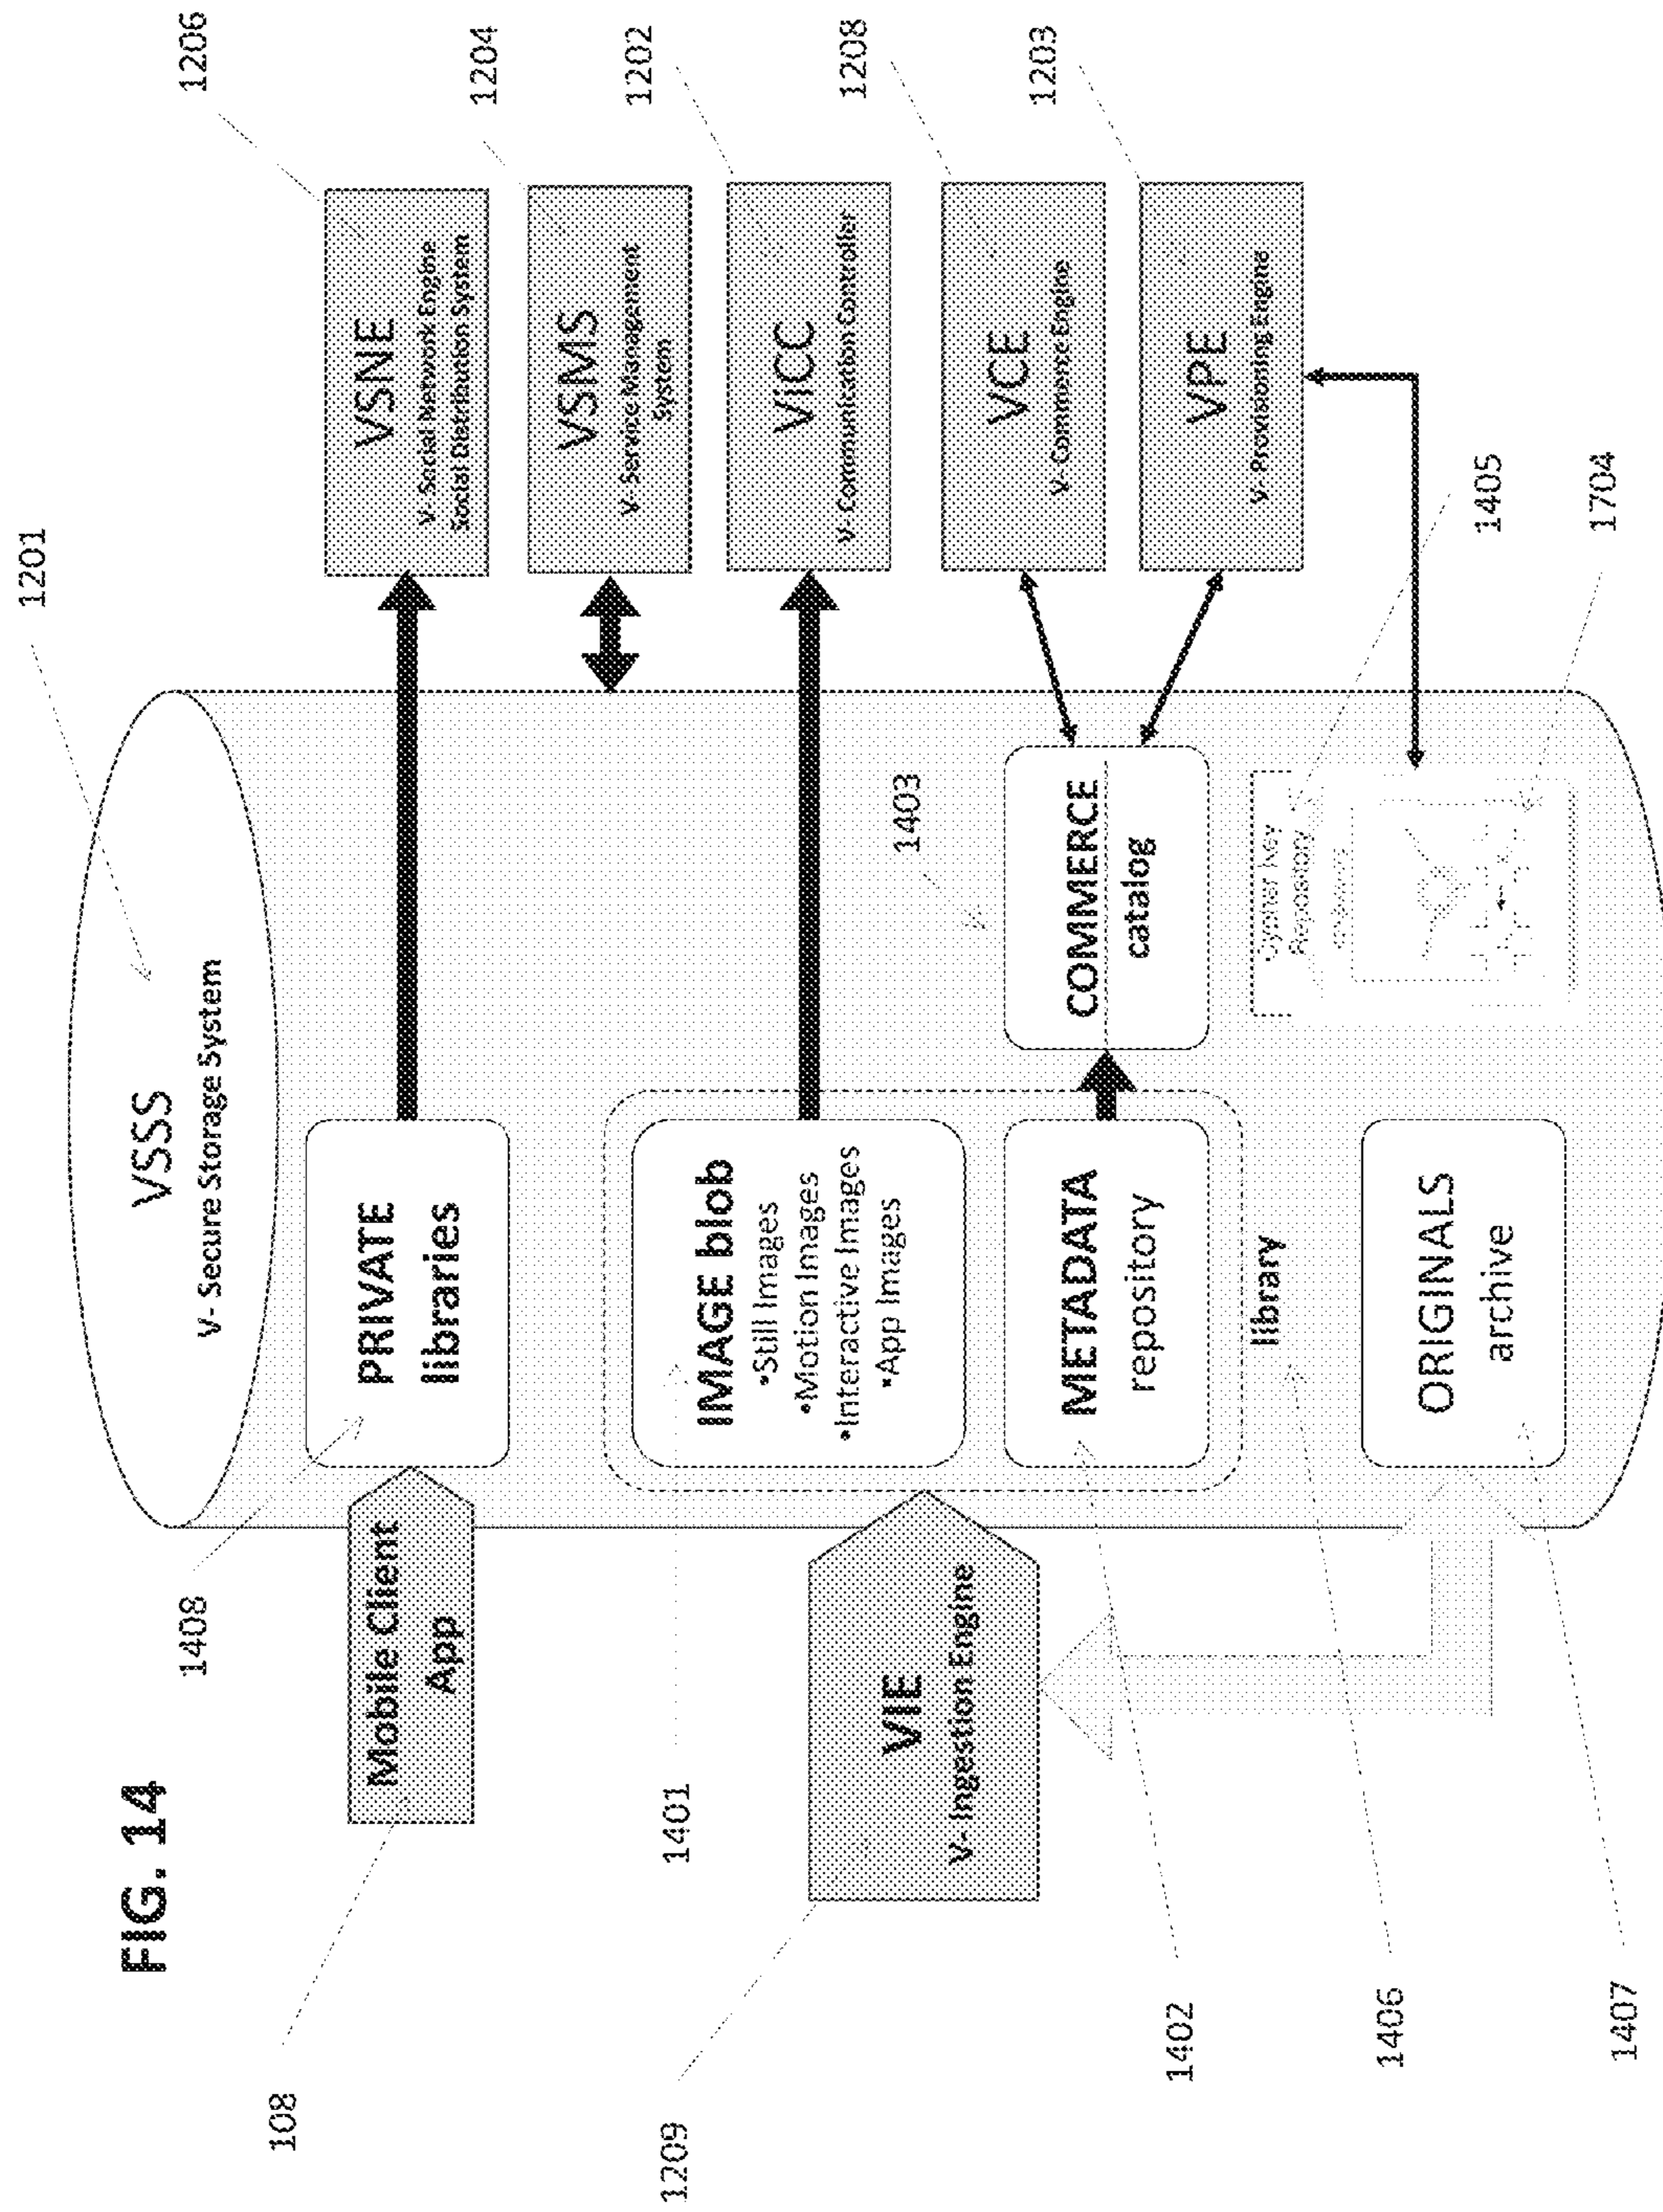 FIG. 14
1201
VSSS
V- Secure Storage System
108
Mobile Client
App
1408
PRIVATE
libraries
VSNE
V- Social Network Engine
Social Distribution System
1206
VSMS
V- Service Management
System
1204
1401
IMAGE blob
•Still Images
•Motion Images
•Interactive Images
•App Images
VICC
V- Communication Controller
1202
1209
VIE
V- Ingestion Engine
1402
METADATA
repository
1403
COMMERCE
catalog
VCE
V-Commerce Engine
1208
VPE
V- Provisioning Engine
1203
1406
library
Cypher Key
Repository
1405
1407
ORIGINALS
archive
1704